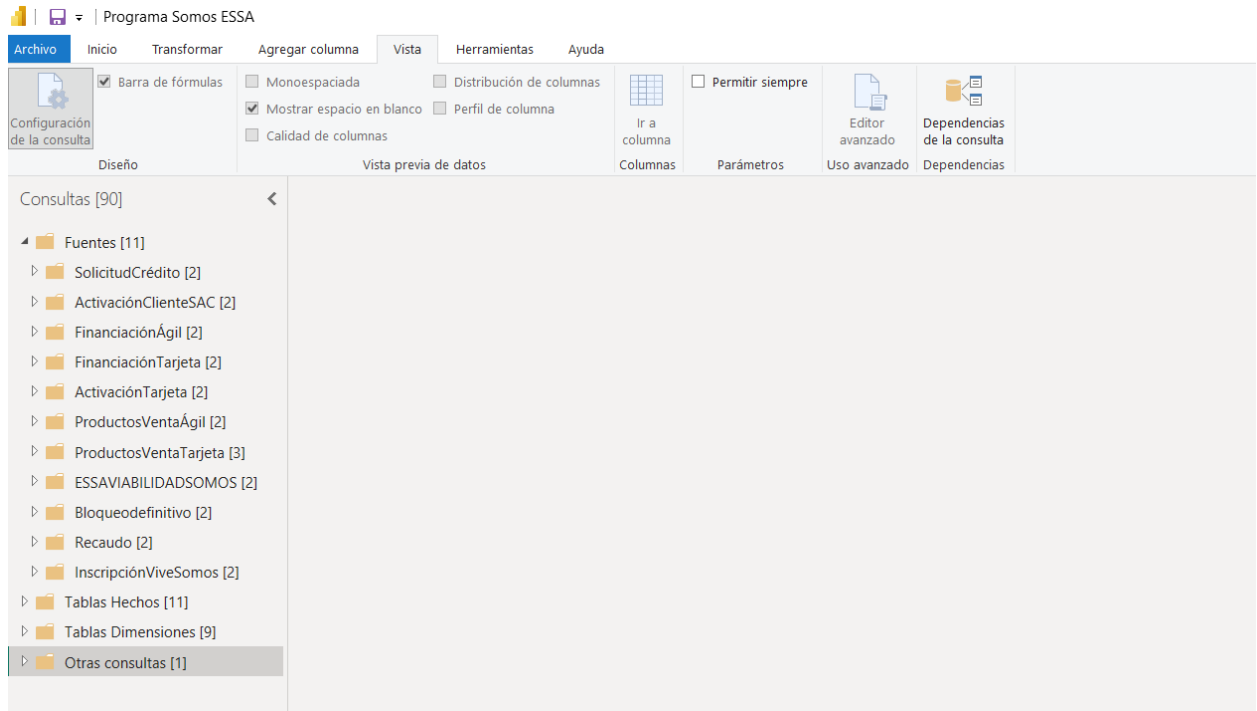 Programa Somos ESSA
Archivo Inicio Transformar Agregar columna Vista Herramientas Ayuda
Configuración de la consulta
Barra de fórmulas
Diseño
Monoespaciada
Mostrar espacio en blanco
Calidad de columnas
Distribución de columnas
Perfil de columna
Vista previa de datos
Ir a
columna
Columnas
Permitir siempre
Parámetros
Editor
avanzado
Uso avanzado
Dependencias
de la consulta
Dependencias
Consultas [90]
Fuentes [11]
SolicitudCrédito [2]
ActivaciónClienteSAC [2]
FinanciaciónÁgil [2]
FinanciaciónTarjeta [2]
ActivaciónTarjeta [2]
ProductosVentaÁgil [2]
ProductosVentaTarjeta [3]
ESSAVIABILIDADSOMOS [2]
Bloqueodefinitivo [2]
Recaudo [2]
InscripciónViveSomos [2]
Tablas Hechos [11]
Tablas Dimensiones [9]
Otras consultas [1]